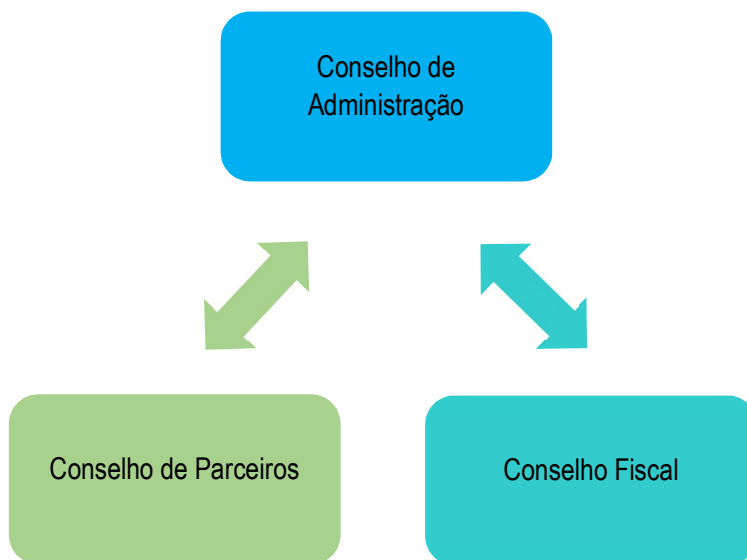 Conselho de
Administração
Conselho de Parceiros
Conselho Fiscal